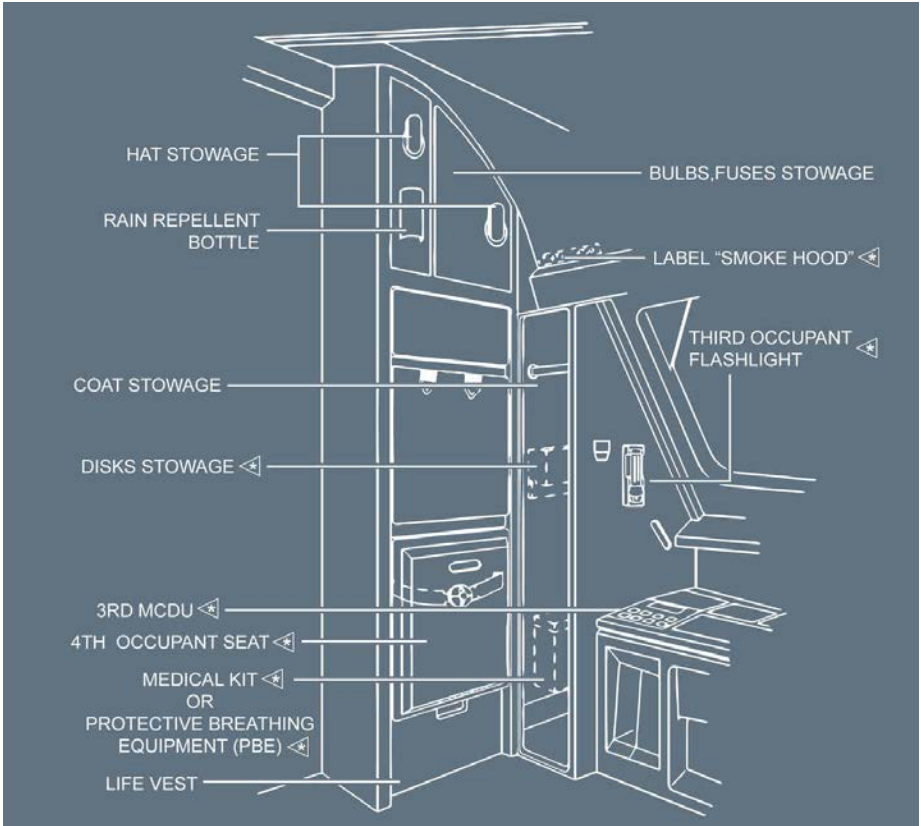 HAT STOWAGE
BULBS,FUSES STOWAGE
RAIN REPELLENT
BOTTLE
LABEL “SMOKE HOOD”
THIRD OCCUPANT
FLASHLIGHT
COAT STOWAGE
DISKS STOWAGE
3RD MCDU
4TH OCCUPANT SEAT
MEDICAL KIT
OR
PROTECTIVE BREATHING
EQUIPMENT (PBE)
LIFE VEST